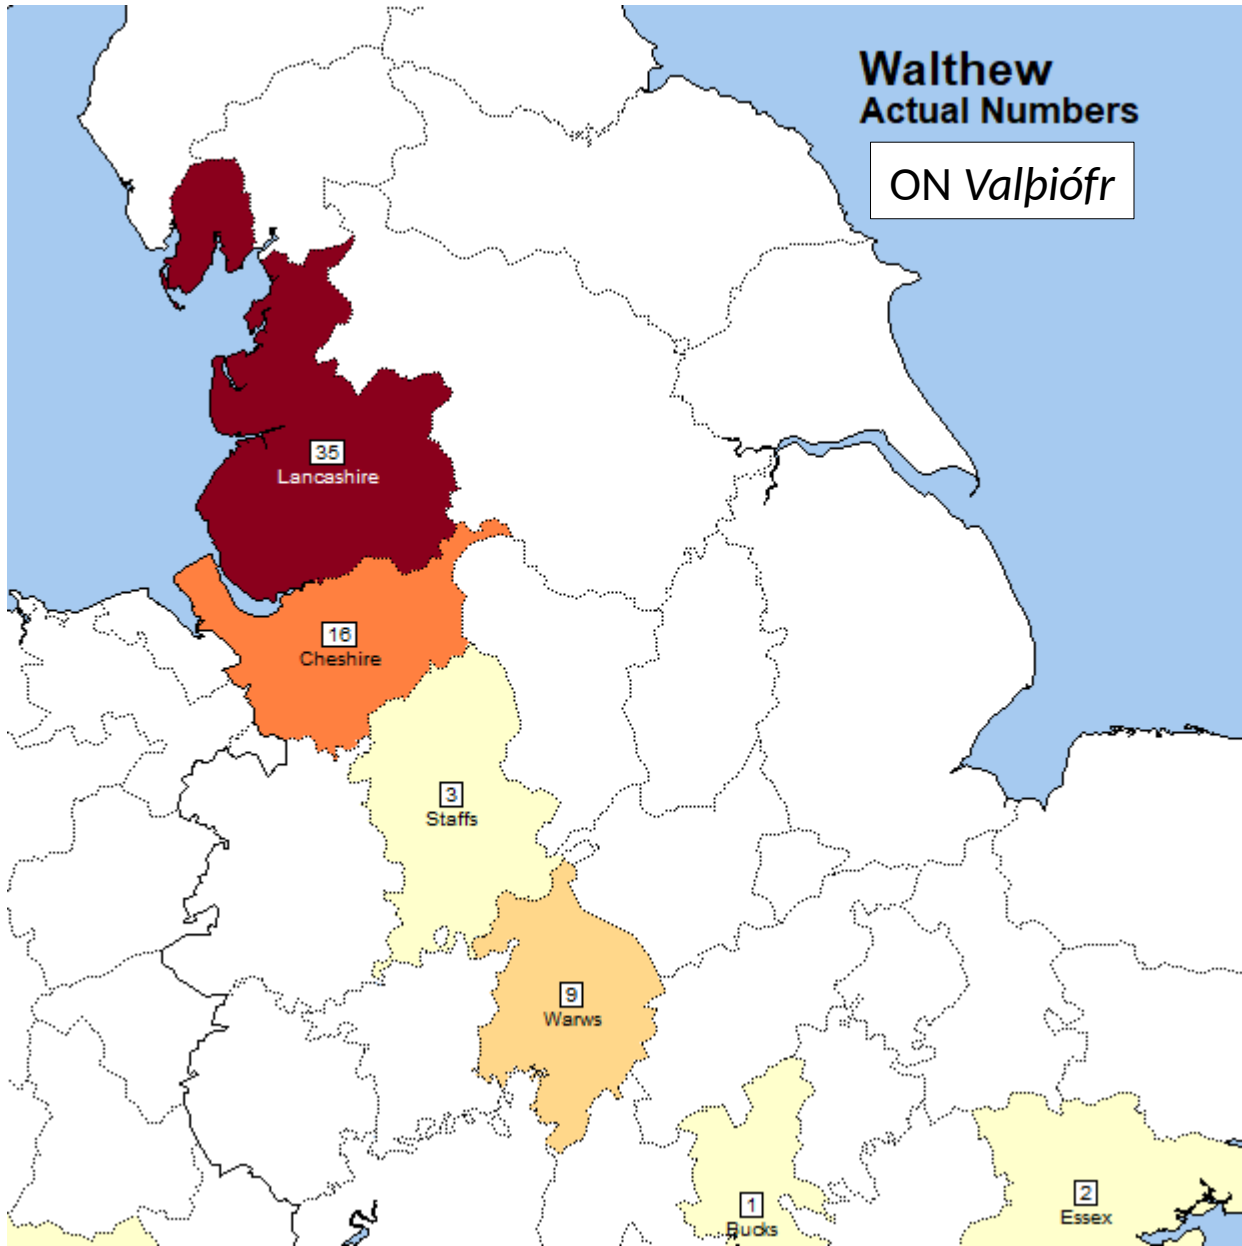 Walthew
Actual Numbers
ON Valþiófr
35
Lancashire
16
Cheshire
3
Staffs
9
Warws
1
Bucks
2
Essex